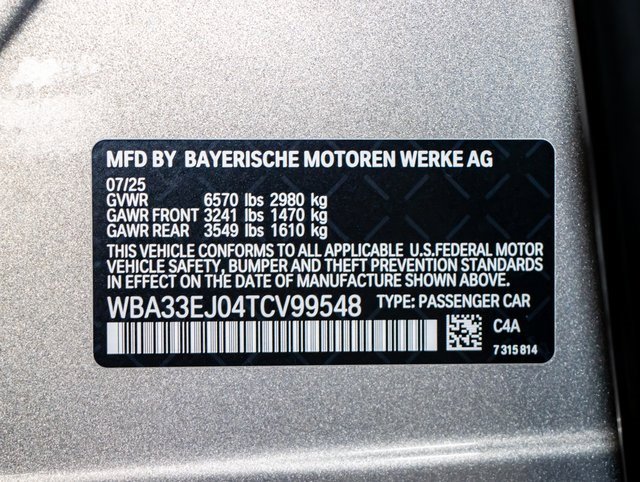 MFD BY BAYERISCHE MOTOREN WERKE AG
07/25
GVWR 6570 lbs 2980 kg
GAWR FRONT 3241 lbs 1470 kg
GAWR REAR 3549 lbs 1610 kg
THIS VEHICLE CONFORMS TO ALL APPLICABLE U.S.FEDERAL MOTOR
VEHICLE SAFETY, BUMPER AND THEFT PREVENTION STANDARDS
IN EFFECT ON THE DATE OF MANUFACTURE SHOWN ABOVE.
WBA33EJ04TCV99548 TYPE: PASSENGER CAR
C4A
7 315 814